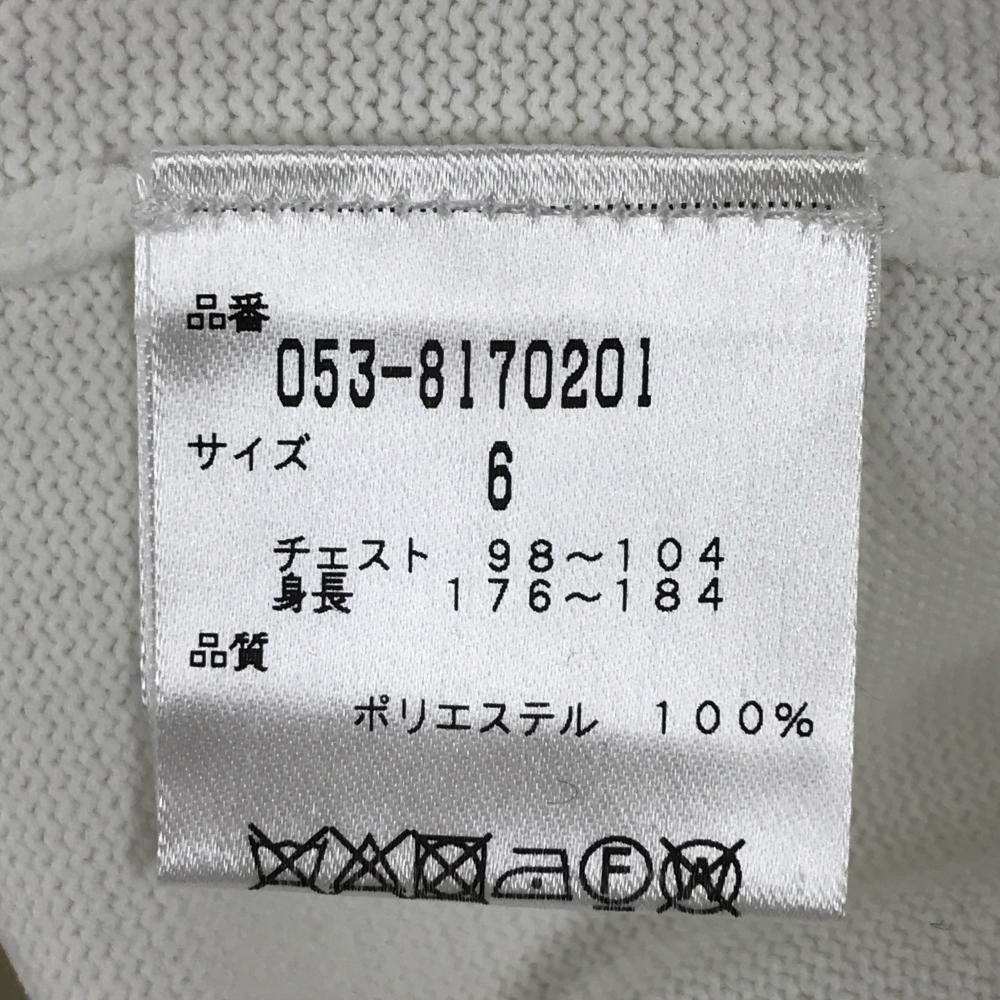 品番
053-8170201
サイズ
6
チェスト 98～104
身長 176～184
品質
ポリエステル 100%
F
W